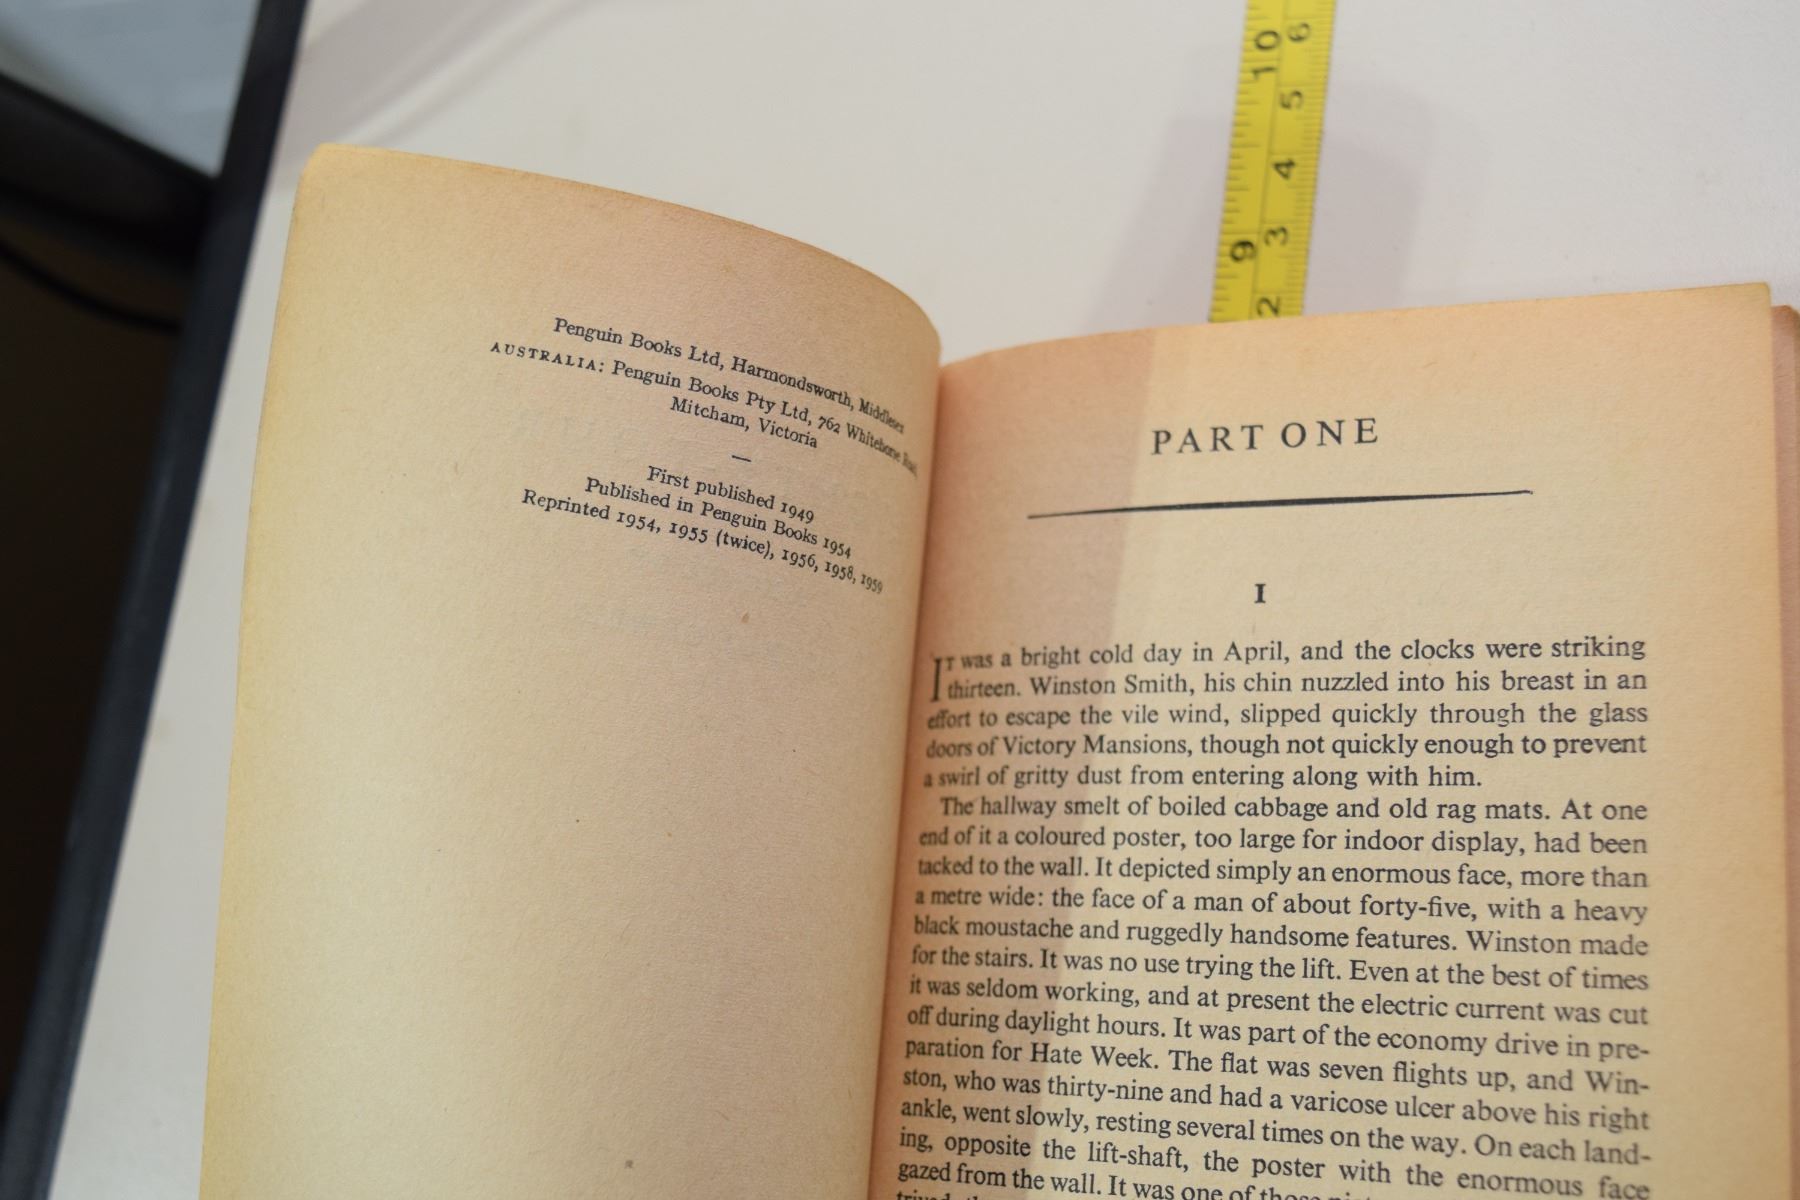 Penguin Books Ltd, Harmondsworth, Middlesex
AUSTRALIA: Penguin Books Pty Ltd, 762 Whitehorse Road,
Mitcham, Victoria
—
First published 1949
Published in Penguin Books 1954
Reprinted 1954, 1955 (twice), 1956, 1958, 1959
10 6
5
4
9 3
2
PART ONE
I
IT was a bright cold day in April, and the clocks were striking
thirteen. Winston Smith, his chin nuzzled into his breast in an
effort to escape the vile wind, slipped quickly through the glass
doors of Victory Mansions, though not quickly enough to prevent
a swirl of gritty dust from entering along with him.
The hallway smelt of boiled cabbage and old rag mats. At one
end of it a coloured poster, too large for indoor display, had been
tacked to the wall. It depicted simply an enormous face, more than
a metre wide: the face of a man of about forty-five, with a heavy
black moustache and ruggedly handsome features. Winston made
for the stairs. It was no use trying the lift. Even at the best of times
it was seldom working, and at present the electric current was cut
off during daylight hours. It was part of the economy drive in pre-
paration for Hate Week. The flat was seven flights up, and Win-
ston, who was thirty-nine and had a varicose ulcer above his right
ankle, went slowly, resting several times on the way. On each land-
ing, opposite the lift-shaft, the poster with the enormous face
gazed from the wall. It was one of those